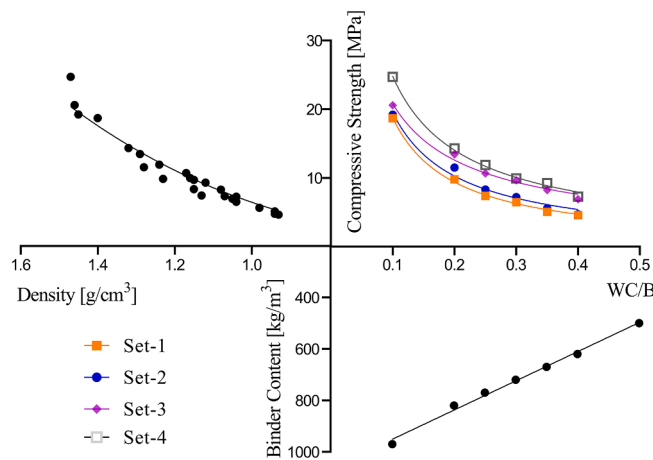 30
20
10
Compressive Strength [MPa]
1.6
1.4
1.2
1.0
0.1
0.2
0.3
0.4
0.5
Density [g/cm³]
WC/B
400
600
800
1000
Binder Content [kg/m³]
Set-1
Set-2
Set-3
Set-4